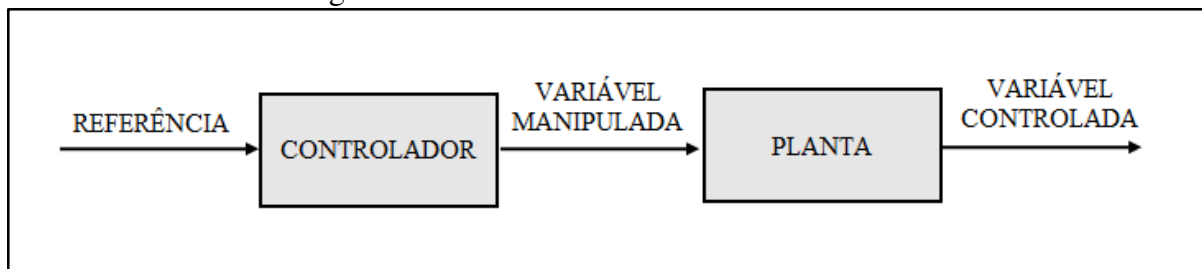 REFERÊNCIA
CONTROLADOR
VARIÁVEL
MANIPULADA
PLANTA
VARIÁVEL
CONTROLADA